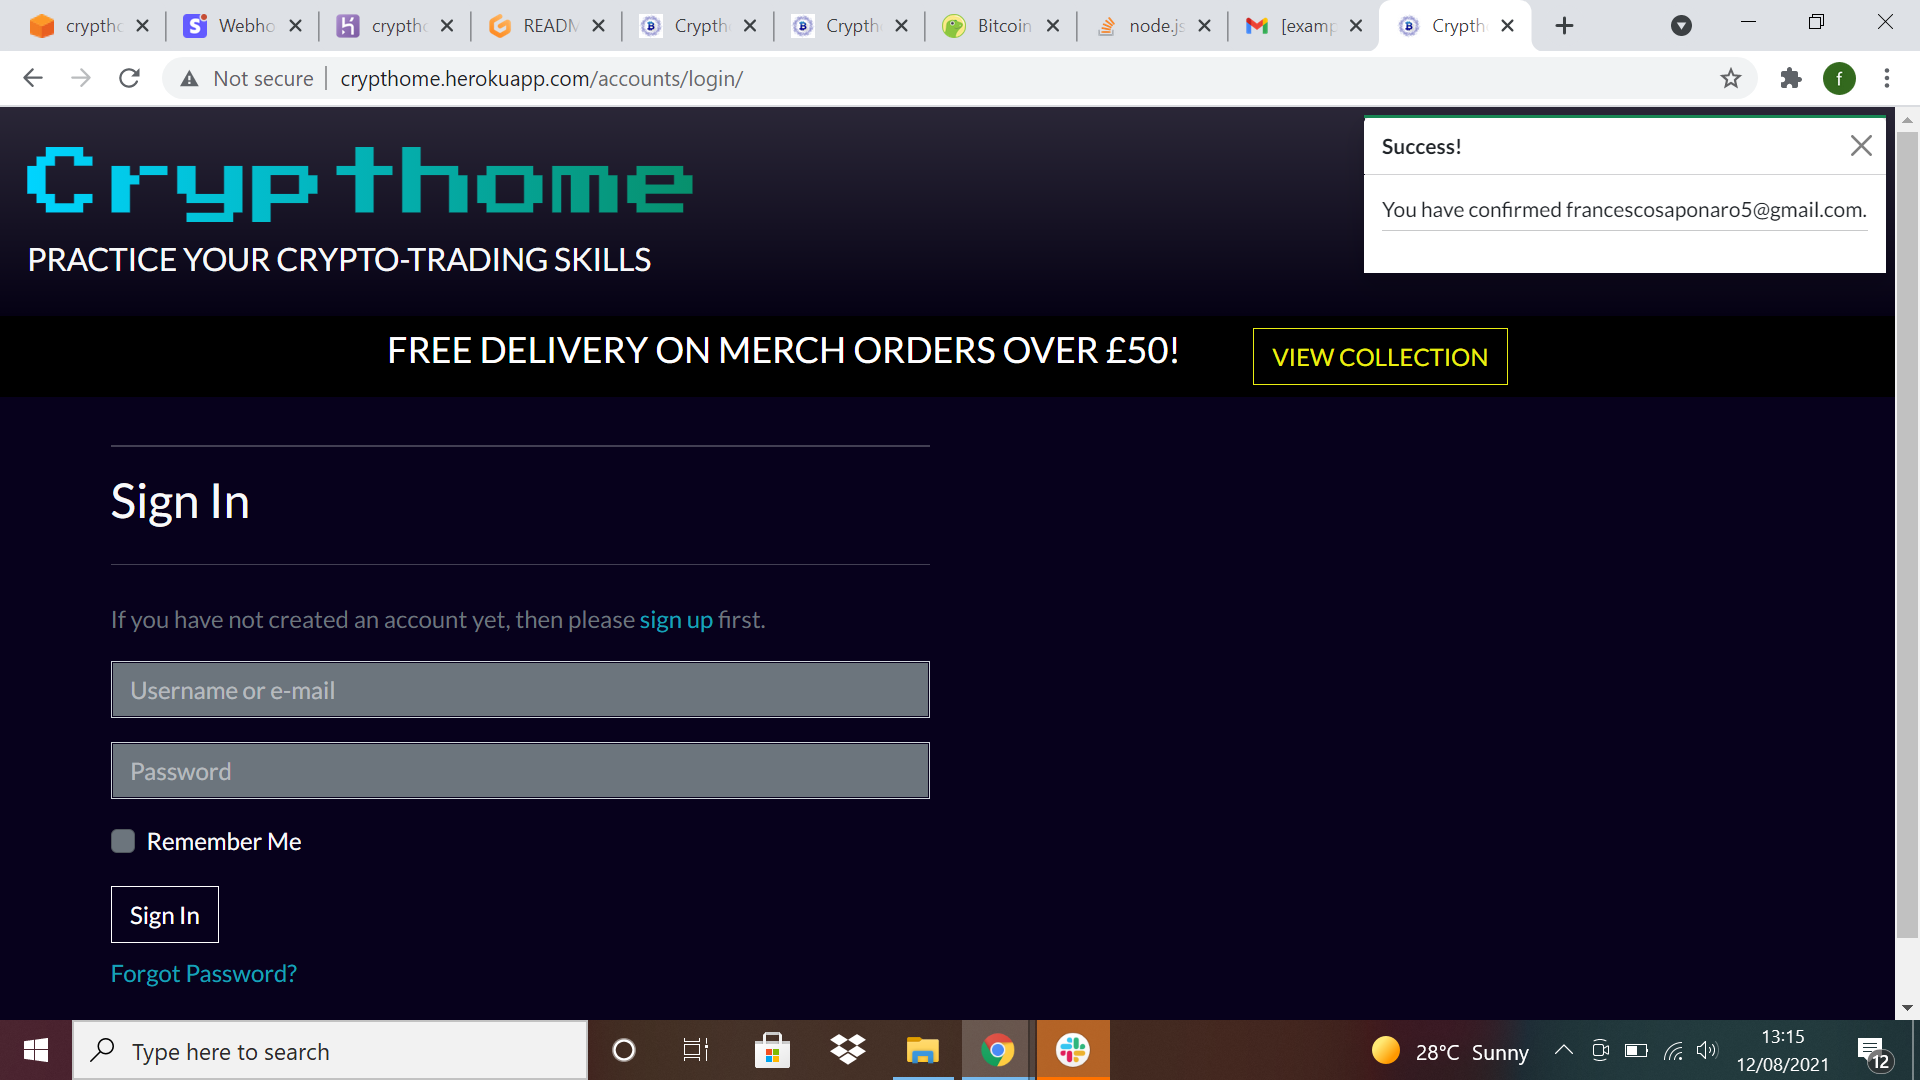 crypthc
Webho
crypthc
READM
Crypth
Crypth
Bitcoin
node.js
[examp
Crypth
Not secure
crypthome.herokuapp.com/accounts/login/
f
Crypthome
PRACTICE YOUR CRYPTO-TRADING SKILLS
Success!
You have confirmed francescosaponaro5@gmail.com.
FREE DELIVERY ON MERCH ORDERS OVER £50!
VIEW COLLECTION
Sign In
If you have not created an account yet, then please sign up first.
Username or e-mail
Password
Remember Me
Sign In
Forgot Password?
Type here to search
28°C Sunny
13:15
12/08/2021
12